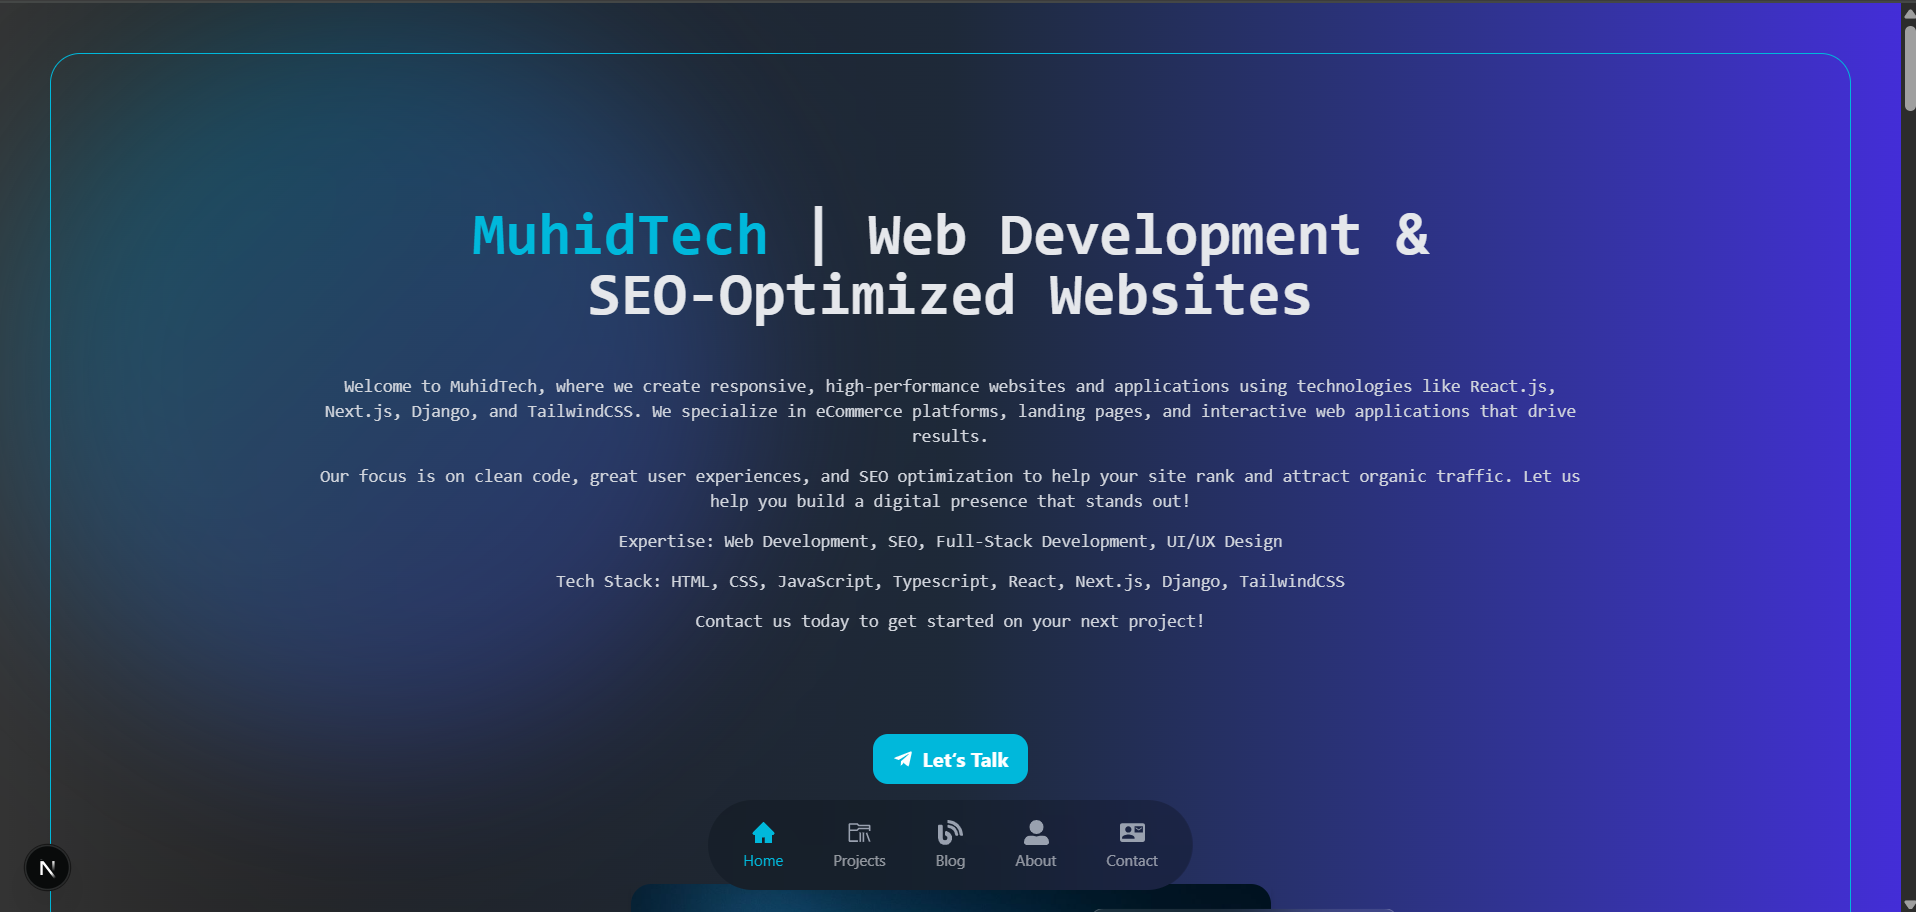 MuhidTech | Web Development &
SEO-Optimized Websites
Welcome to MuhidTech, where we create responsive, high-performance websites and applications using technologies like React.js,
Next.js, Django, and TailwindCSS. We specialize in eCommerce platforms, landing pages, and interactive web applications that drive
results.
Our focus is on clean code, great user experiences, and SEO optimization to help your site rank and attract organic traffic. Let us
help you build a digital presence that stands out!
Expertise: Web Development, SEO, Full-Stack Development, UI/UX Design
Tech Stack: HTML, CSS, JavaScript, Typescript, React, Next.js, Django, TailwindCSS
Contact us today to get started on your next project!
Let’s Talk
Home Projects Blog About Contact
N